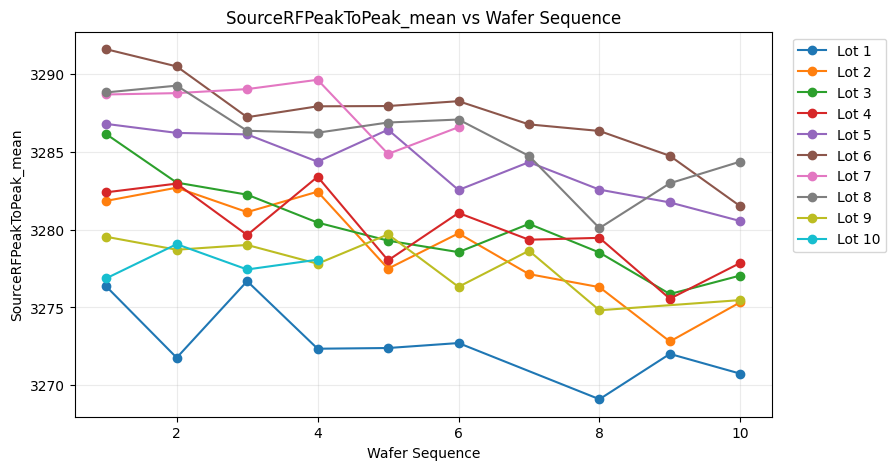 SourceRFPeakToPeak_mean vs Wafer Sequence
SourceRFPeakToPeak_mean
3290
3285
3280
3275
3270
2
4
6
8
10
Wafer Sequence
Lot 1
Lot 2
Lot 3
Lot 4
Lot 5
Lot 6
Lot 7
Lot 8
Lot 9
Lot 10